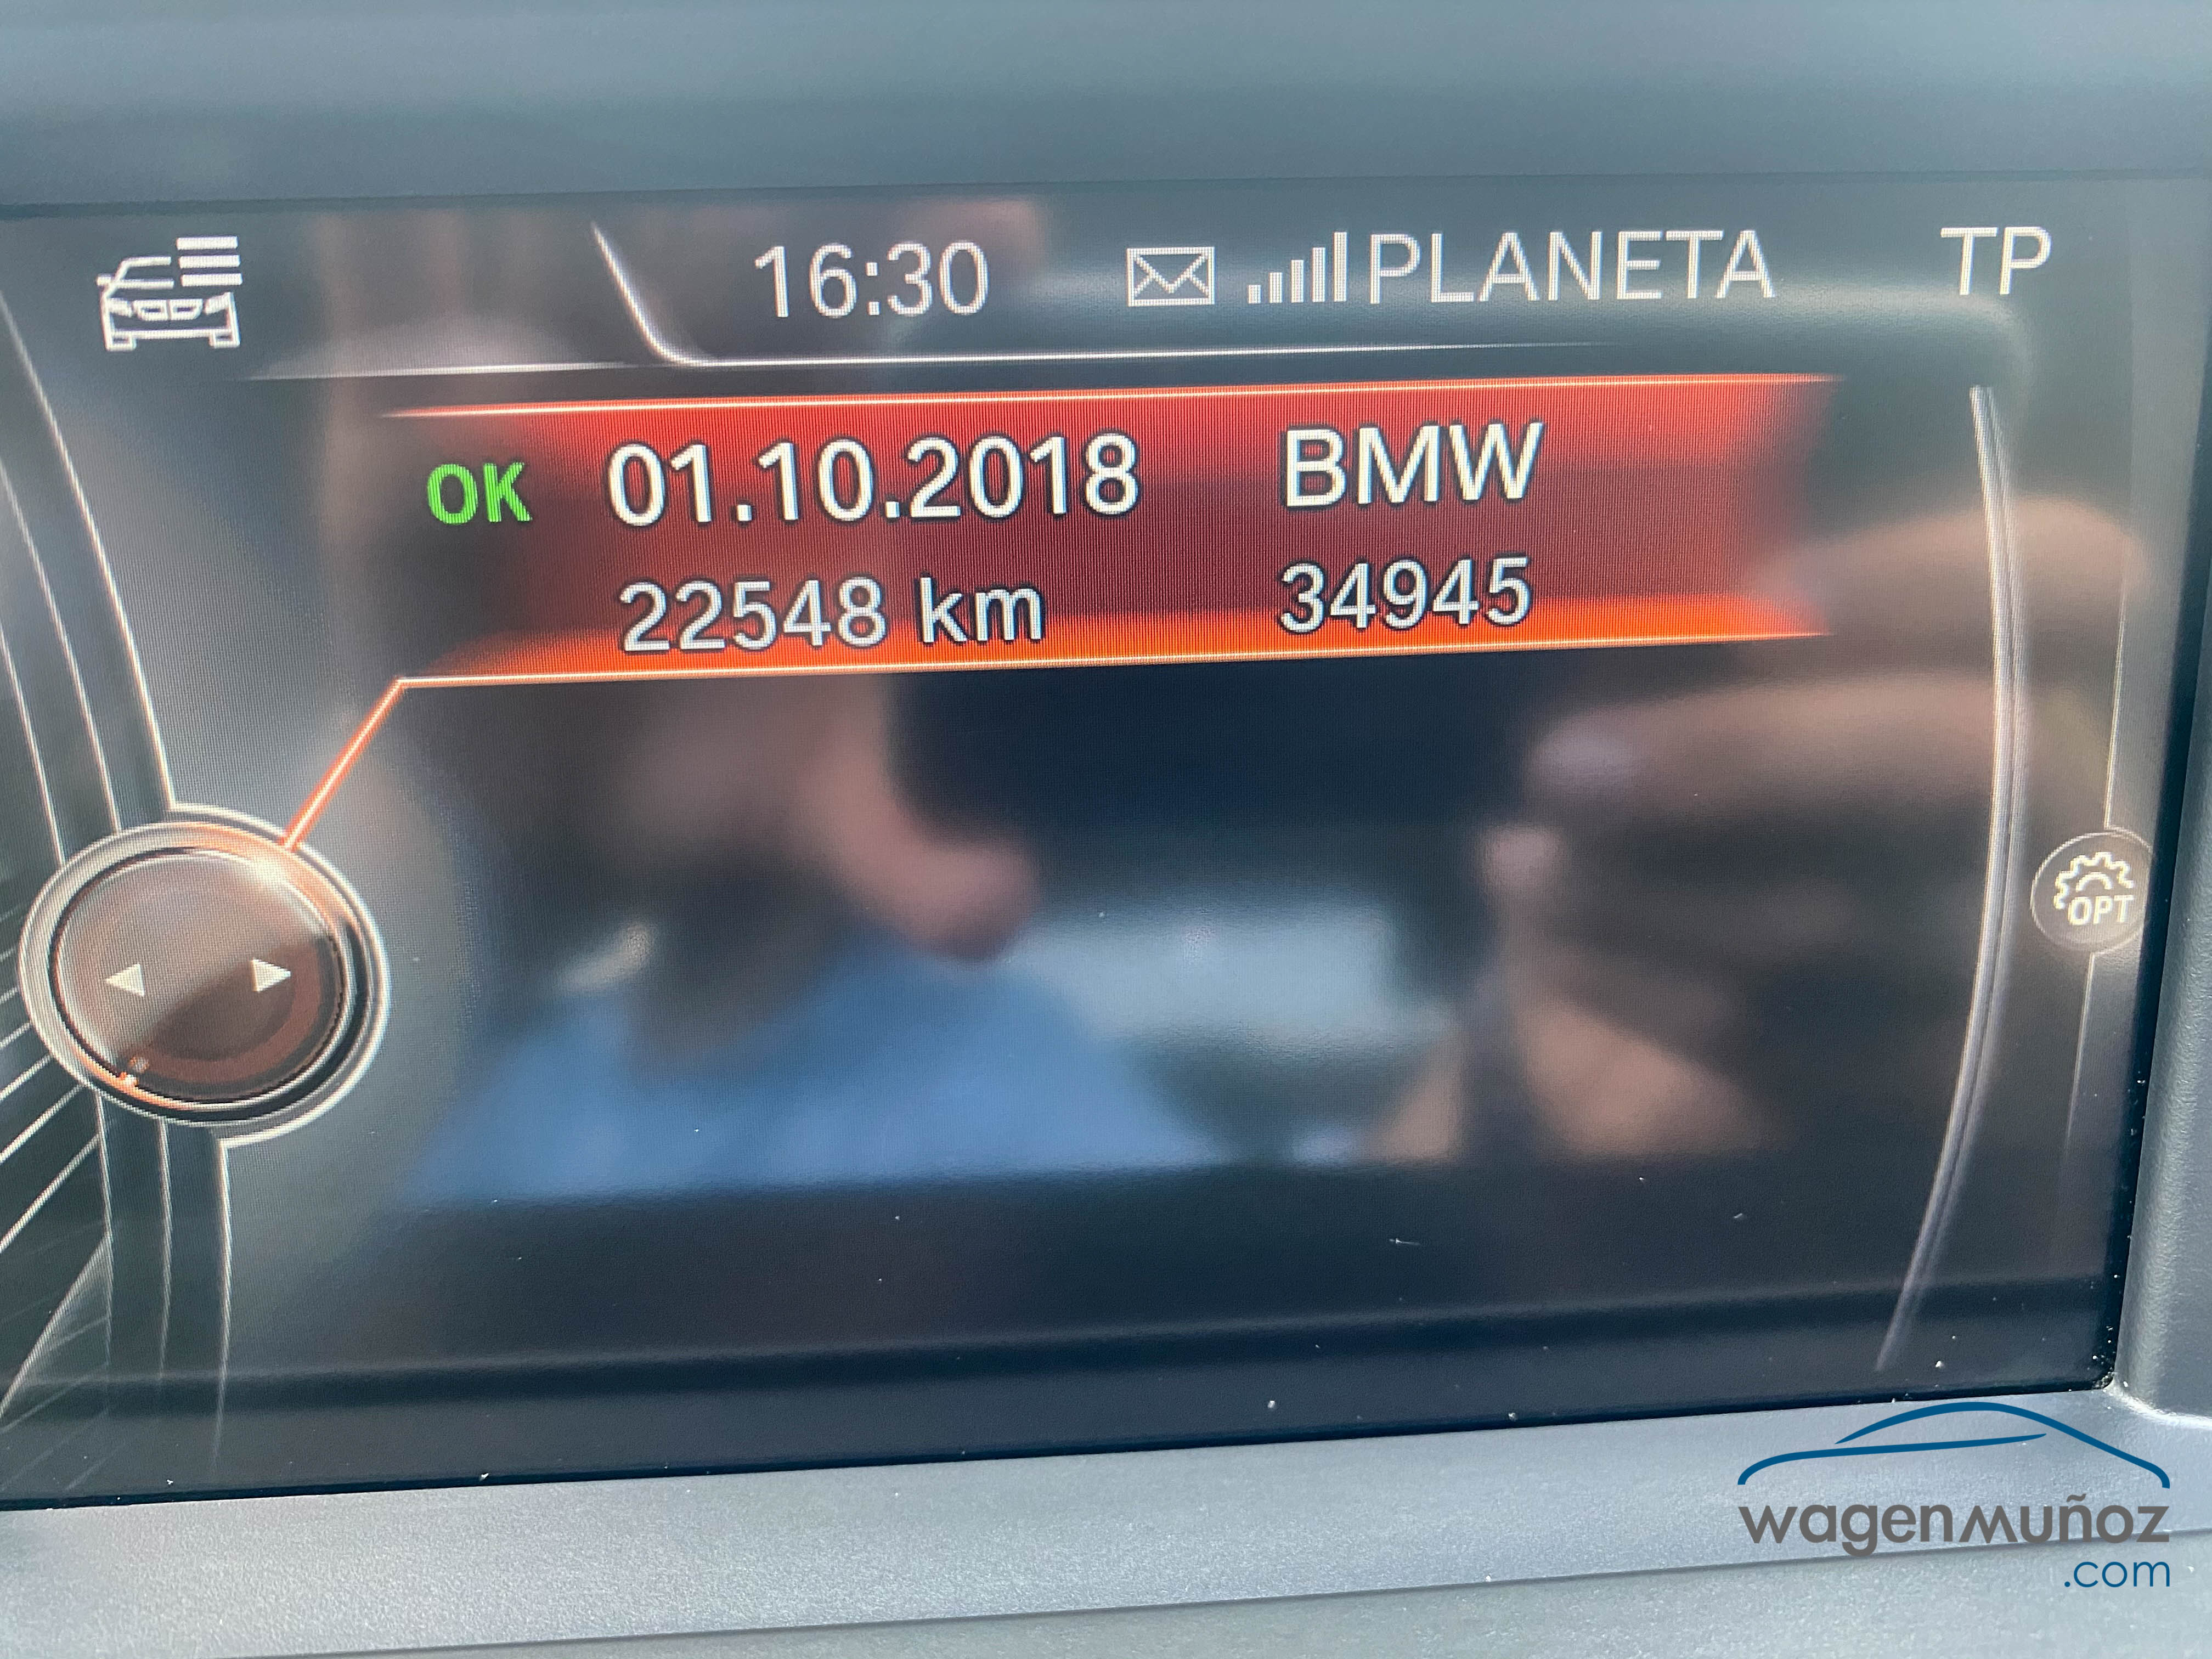 16:30 PLANETA TP
OK 01.10.2018 BMW
22548 km 34945
OPT
wagenmuñoz
.com